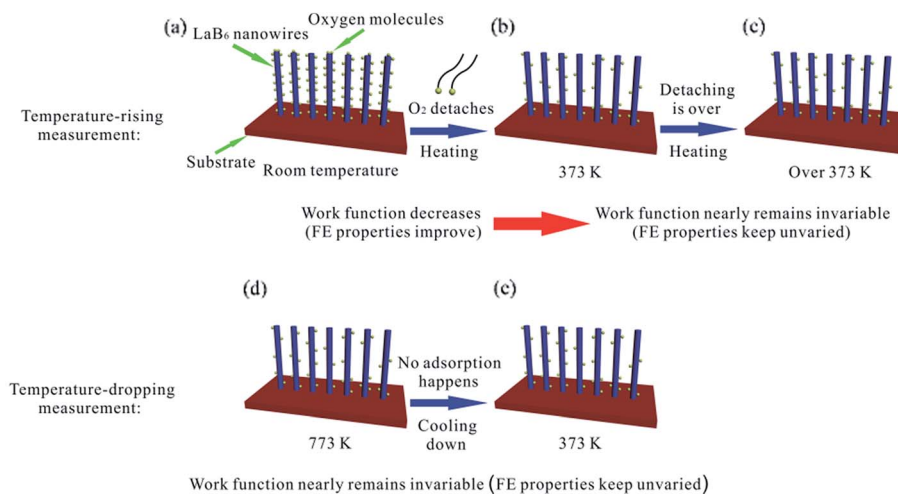 (a)
Oxygen molecules
LaB₆ nanowires
(b)
(c)
Temperature-rising
measurement:
O₂ detaches
Heating
Detaching
is over
Heating
Substrate
Room temperature
373 K
Over 373 K
Work function decreases
(FE properties improve)
Work function nearly remains invariable
(FE properties keep unvaried)
(d)
(e)
Temperature-dropping
measurement:
No adsorption
happens
Cooling
down
773 K
373 K
Work function nearly remains invariable (FE properties keep unvaried)